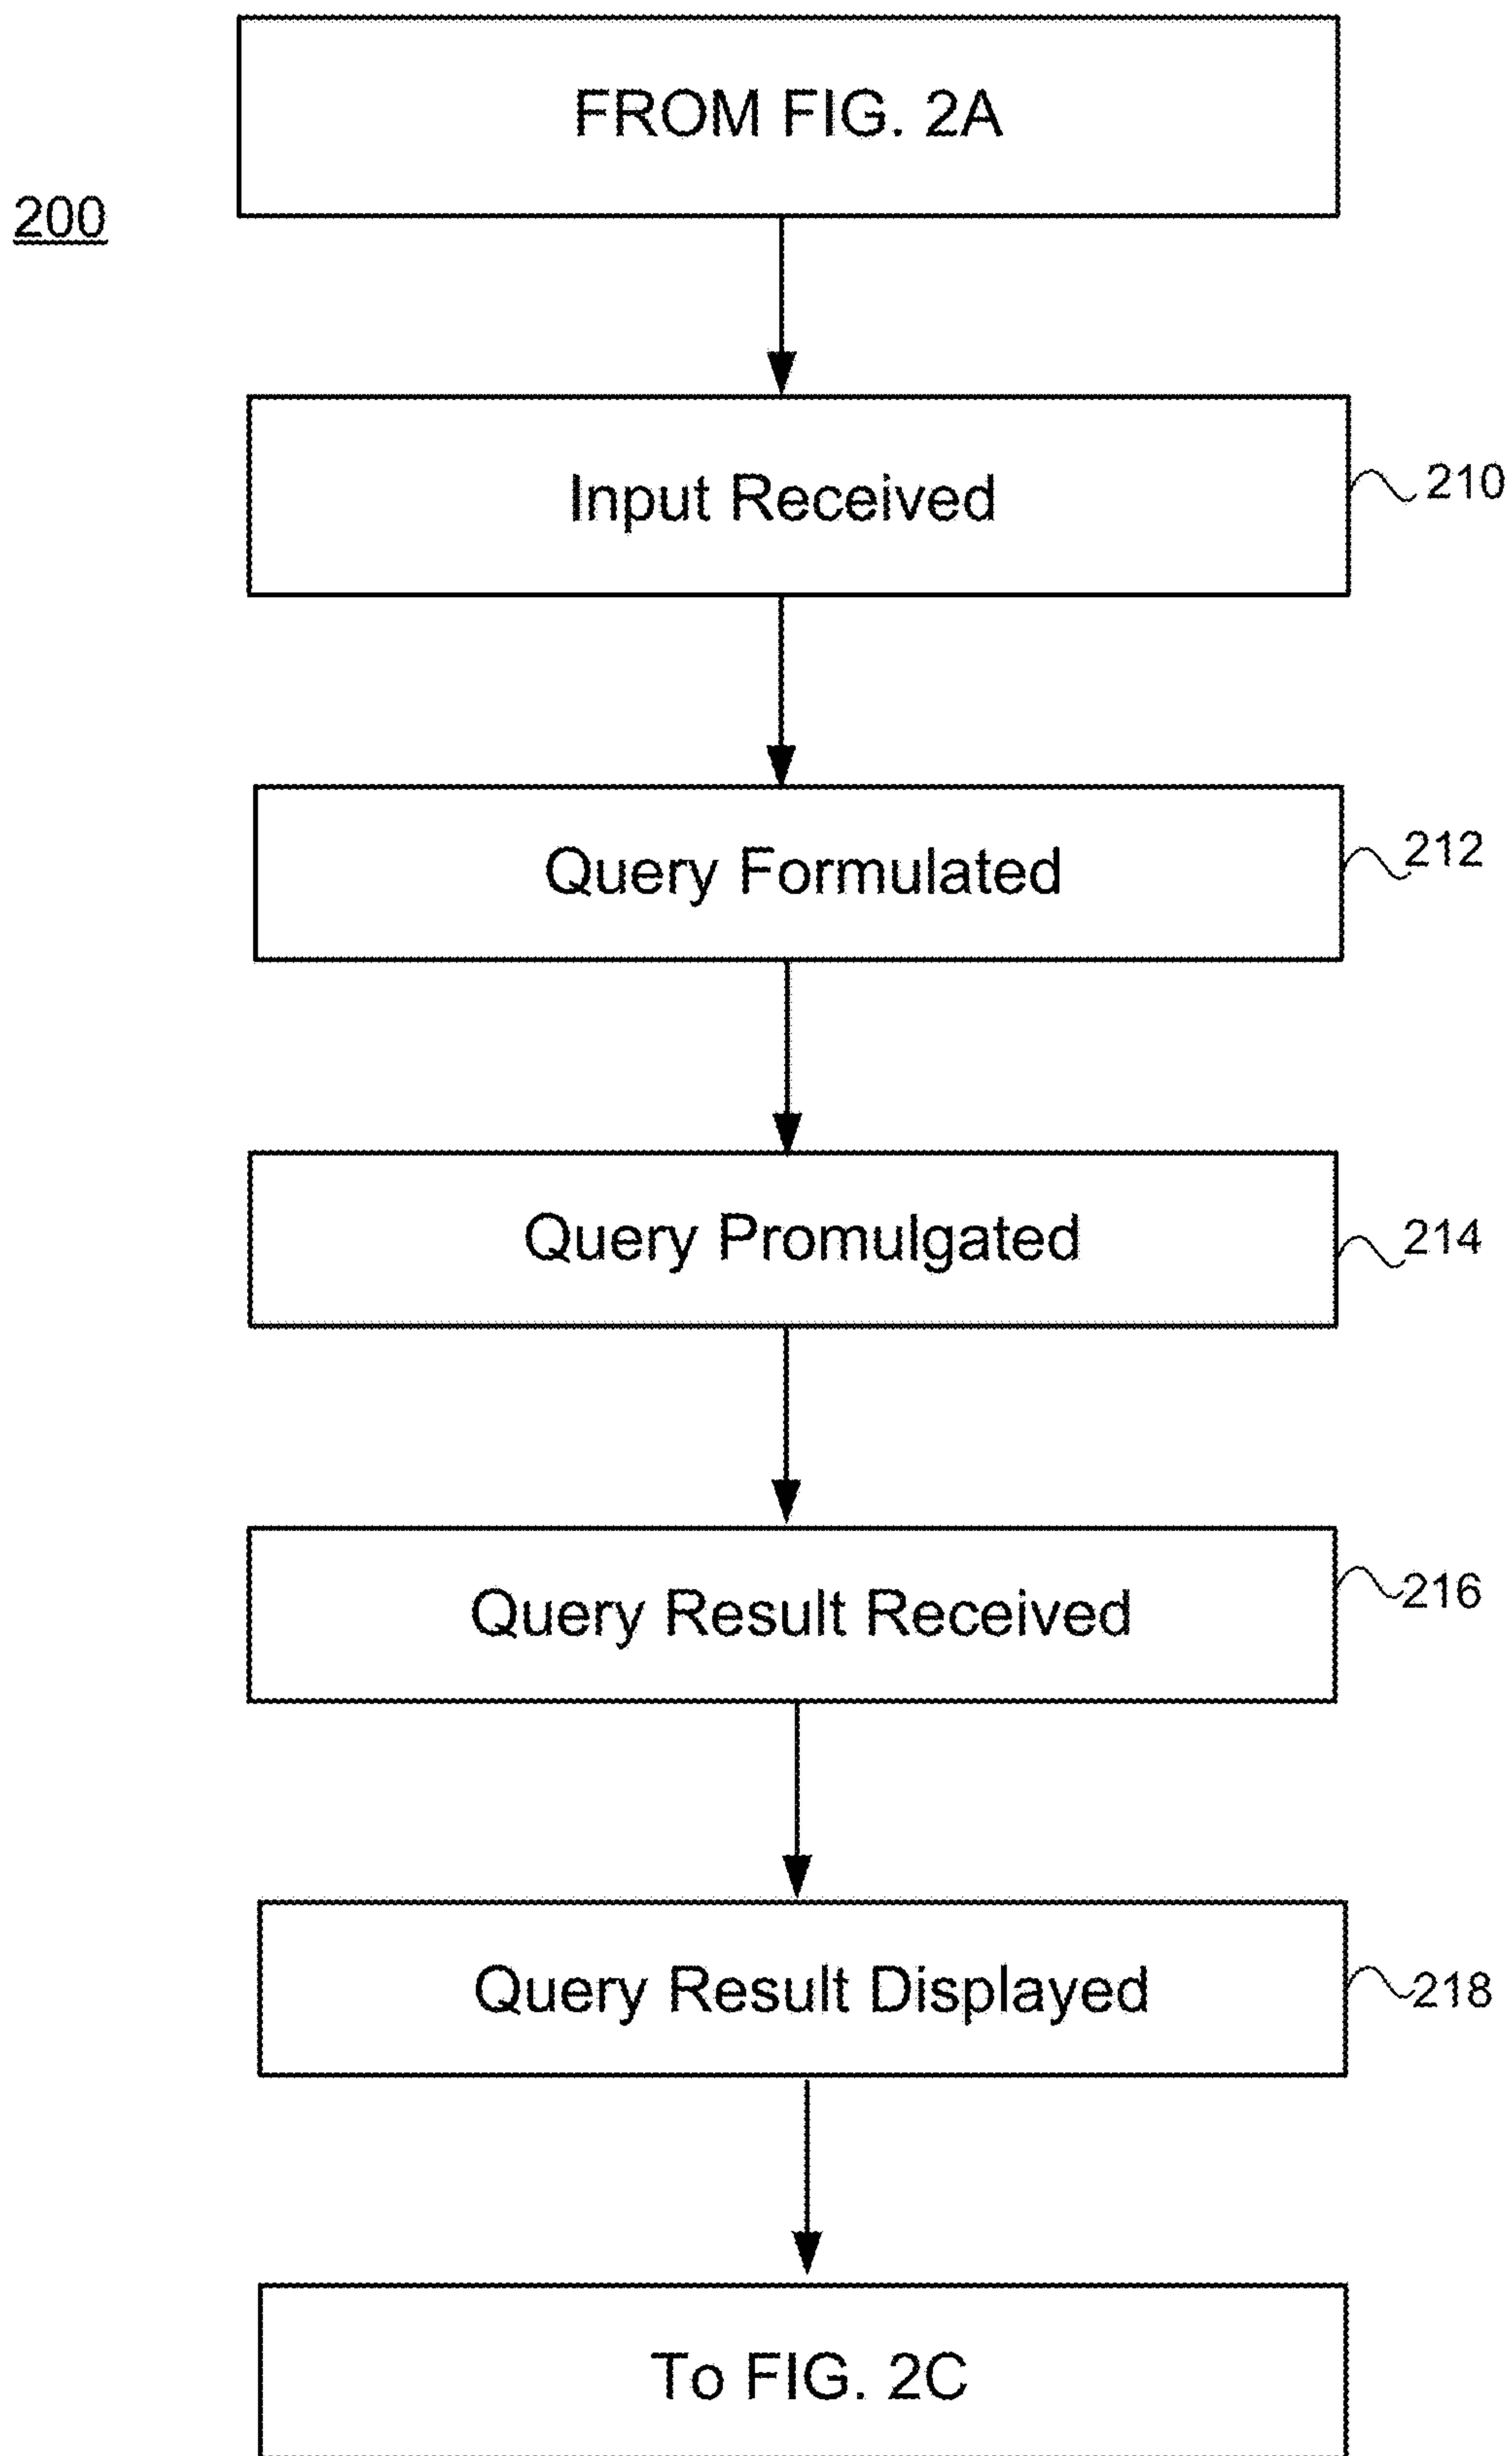 FROM FIG. 2A
200
Input Received
210
Query Formulated
212
Query Promulgated
214
Query Result Received
216
Query Result Displayed
218
To FIG. 2C